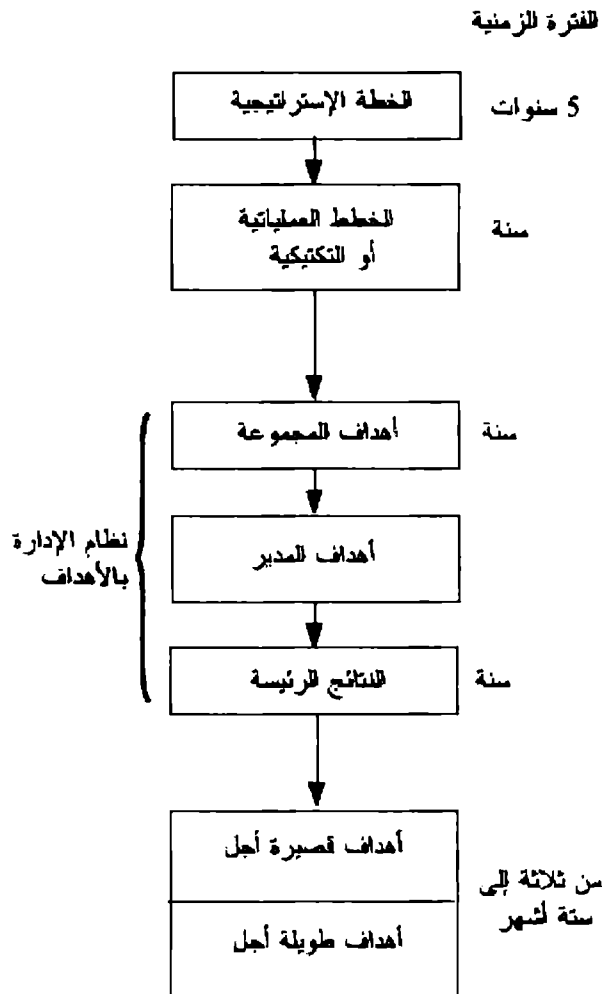 الفترة الزمنية
الخطة الإستراتيجية
5 سنوات
الخطط العملياتية
أو التكتيكية
سنة
أهداف المجموعة
سنة
نظام الإدارة
بالأهداف
أهداف المدير
النتائج الرئيسة
سنة
أهداف قصيرة أجل
أهداف طويلة أجل
من ثلاثة إلى
ستة أشهر